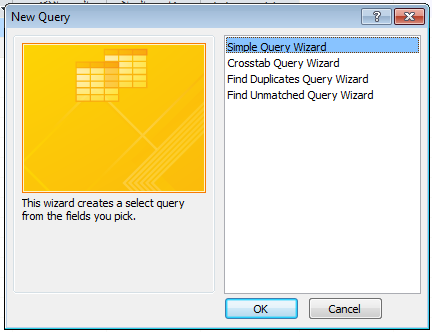 New Query
?
Simple Query Wizard
Crosstab Query Wizard
Find Duplicates Query Wizard
Find Unmatched Query Wizard
This wizard creates a select query
from the fields you pick.
OK
Cancel